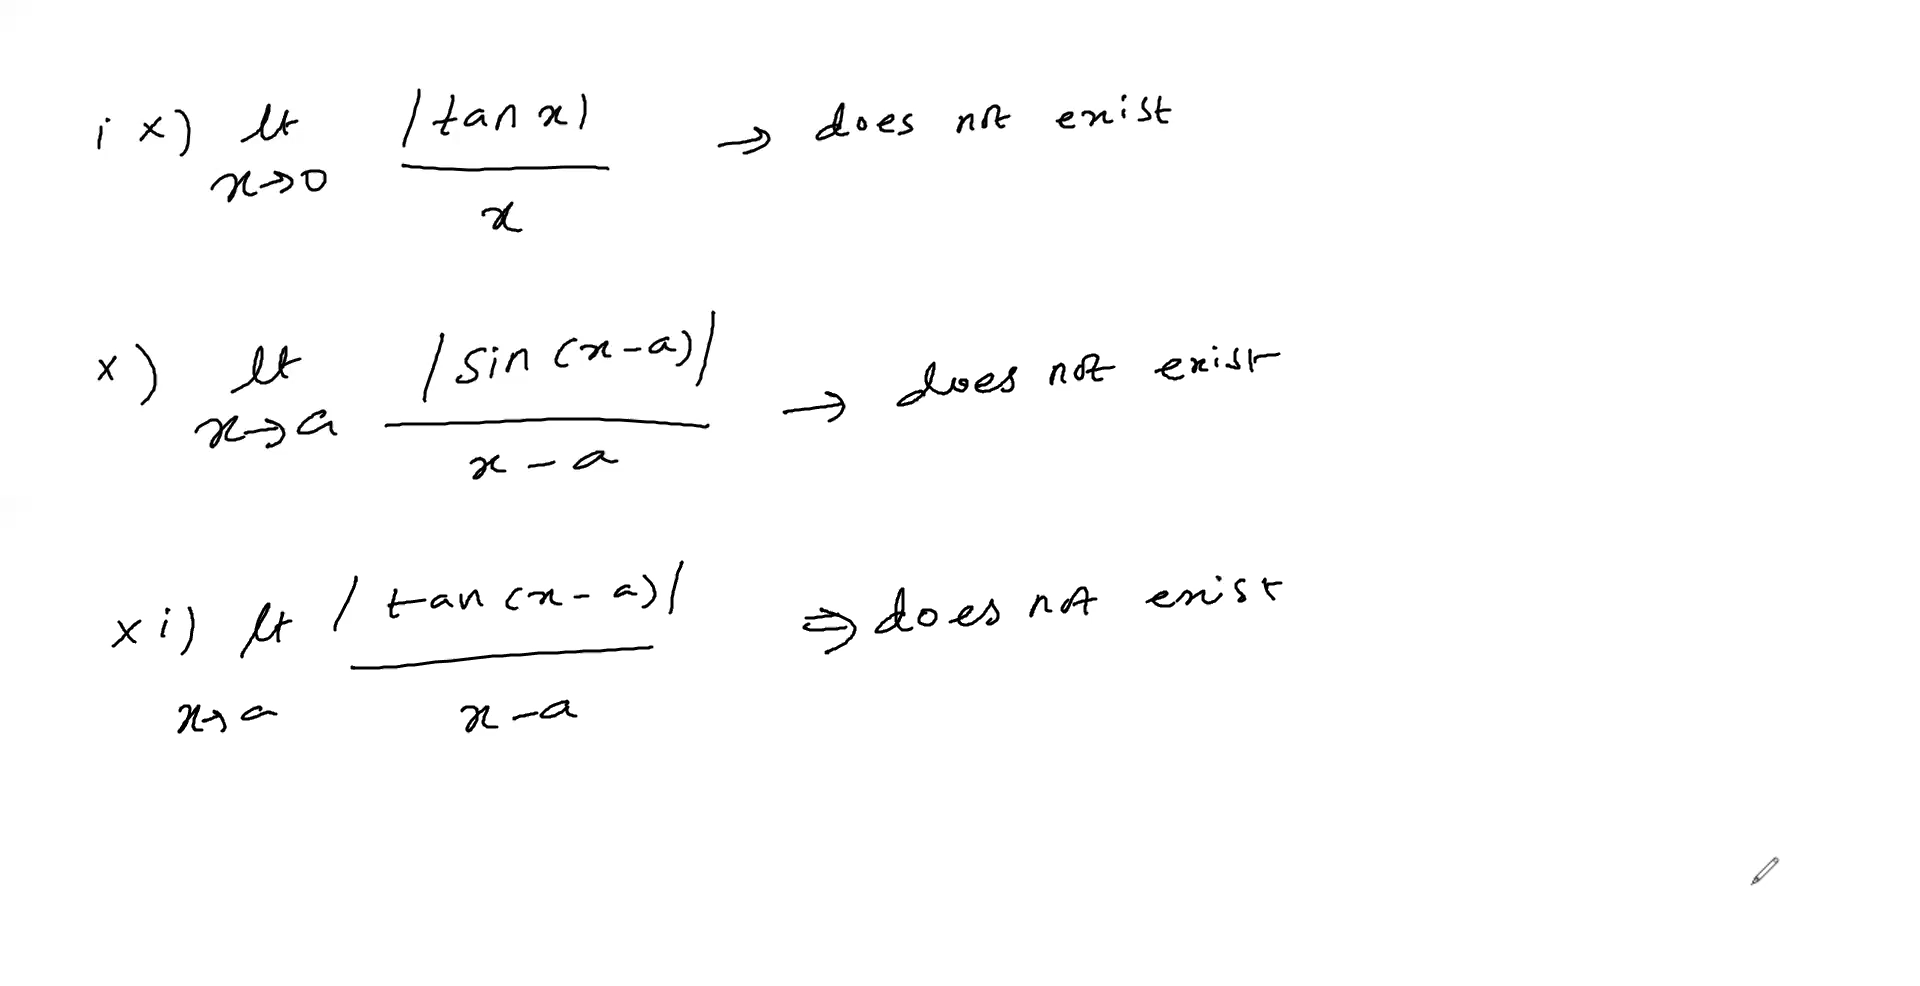 ix) lt x→0 |tan x| / x → does not exist
x) lt x→a |sin (x-a)| / x-a → does not exist
xi) lt x→a |tan (x-a)| / x-a ⇒ does not exist